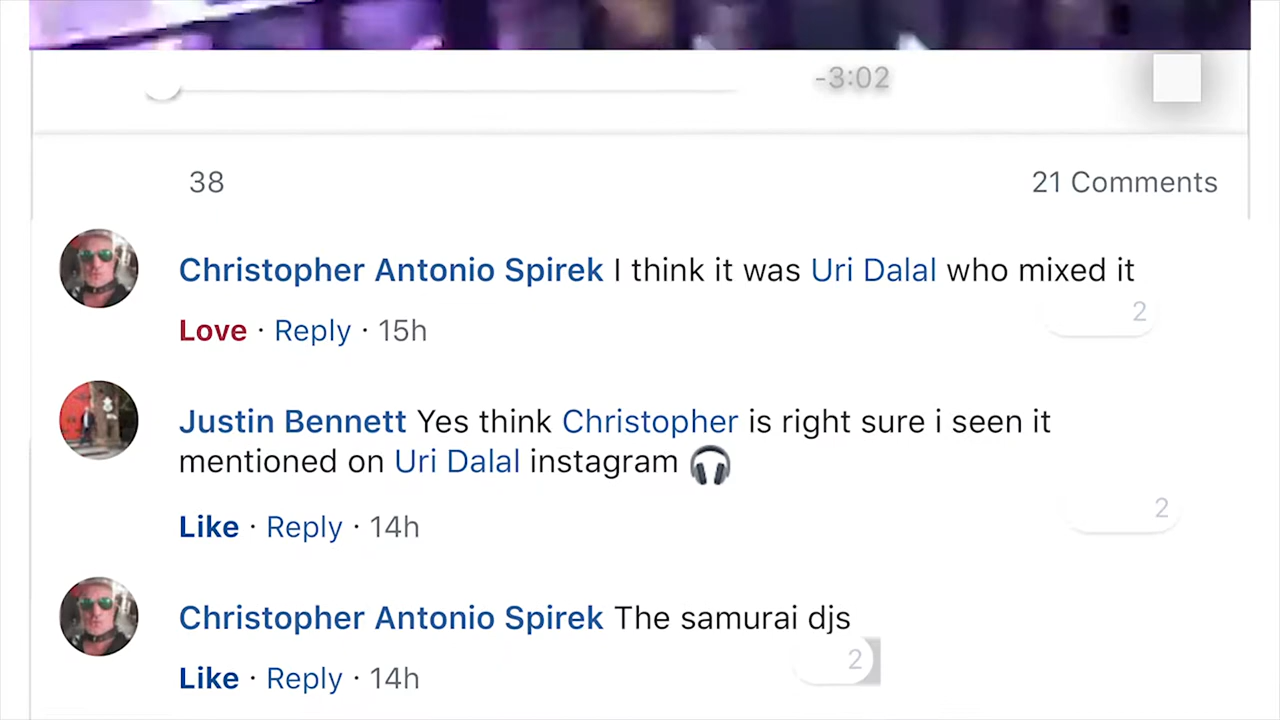 -3:02
38 21 Comments
Christopher Antonio Spirek I think it was Uri Dalal who mixed it
2
Love · Reply · 15h
Justin Bennett Yes think Christopher is right sure i seen it
mentioned on Uri Dalal instagram 🎧
2
Like · Reply · 14h
Christopher Antonio Spirek The samurai djs
2
Like · Reply · 14h